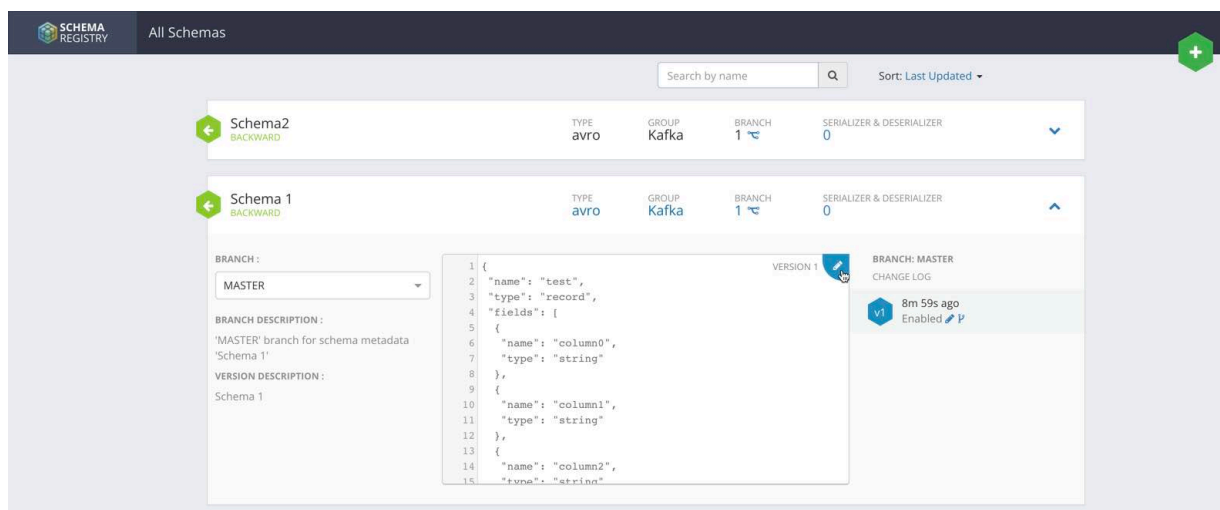 SCHEMA
REGISTRY
All Schemas
Search by name
Sort: Last Updated
Schema2
BACKWARD
TYPE
avro
GROUP
Kafka
BRANCH
1
SERIALIZER & DESERIALIZER
0
Schema 1
BACKWARD
TYPE
avro
GROUP
Kafka
BRANCH
1
SERIALIZER & DESERIALIZER
0
BRANCH :
MASTER
BRANCH DESCRIPTION :
'MASTER' branch for schema metadata
'Schema 1'
VERSION DESCRIPTION :
Schema 1
VERSION 1
1 {
2 "name": "test",
3 "type": "record",
4 "fields": [
5 {
6 "name": "column0",
7 "type": "string"
8 },
9 {
10 "name": "column1",
11 "type": "string"
12 },
13 {
14 "name": "column2",
15 "type": "string"
BRANCH: MASTER
CHANGE LOG
v1
8m 59s ago
Enabled